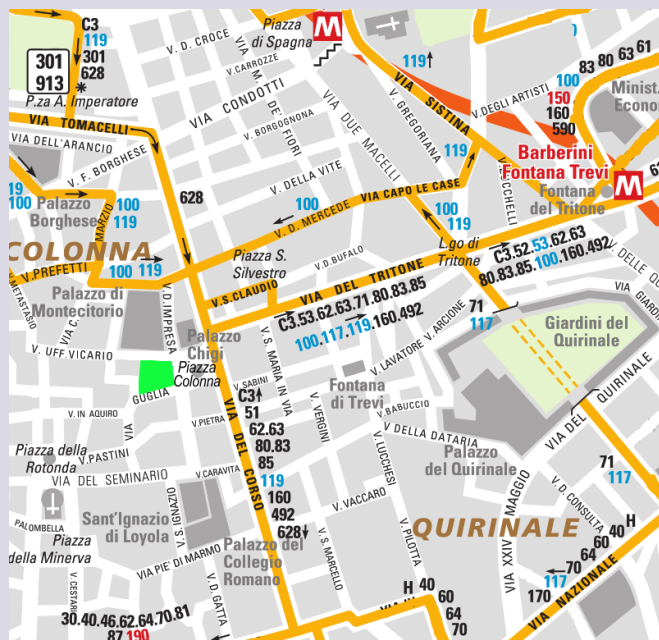 C3
119
301
628
301
913
P.za A. Imperatore
VIA TOMACELLI
VIA DELL'ARANCIO
V. F. BORGHESE
V. D. CROCE
V. CARROZZE
VIA CONDOTTI
VIA M. DE' FIORI
V. BORGOGNONA
V. DELLA VITE
Piazza
di Spagna
M
119
VIA SISTINA
V. GREGORIANA
VIA DUE MACELLI
V. DEGLI ARTISTI
100
83 80 63 61
150
160
590
Minist.
Econo
Barberini
Fontana Trevi
M
Fontana
del Tritone
119
100
119
VIA CAPO LE CASE
100
V. D. MERCEDE
628
100
Palazzo
Borghese
MARZIO
100
119
COLONNA
V. PREFETTI
100 119
V. METASTASIO
Palazzo di
Montecitorio
V. D. IMPRESA
Piazza S.
Silvestro
V.S.CLAUDIO
V.D.BUFALO
L.go di
Tritone
VIA DEL TRITONE
C3.52.53.62.63
80.83.85.100.160.492
C3.53.62.63.71.80.83.85
100.117.119.160.492
71
117
VIA GIARDIN
Giardini del
Quirinale
V. UFF.VICARIO
Palazzo
Chigi
Piazza
Colonna
GUGLIA
V. IN AQUIRO
V. SABINI
V. S. MARIA IN VIA
V. LAVATORE
V. ARCIONE
Fontana
di Trevi
V. BABUCCIO
V. VERGINI
V. DELLA DATARIA
V. LUCCHESI
Palazzo
del Quirinale
VIA DEL QUIRINALE
C3
51
62.63
80.83
85
119
160
492
628
V.PIETRA
VIA DEL CORSO
Piazza della
Rotonda
V. PASTINI
VIA
VIA DEL SEMINARIO
V. CARAVITA
V. S. IGNAZIO
Sant'Ignazio
di Loyola
PALOMBELLA
Piazza
della Minerva
VIA PIE' DI MARMO
Palazzo del
Collegio
Romano
V. VACCARO
V. S. MARCELLO
V. PILOTTA
QUIRINALE
VIA XXIV MAGGIO
71
117
V. D. CONSULTA
H
40
60
64
70
117
170
VIA NAZIONALE
H 40
60
64
70
V. CESTARI
V. D. GATTA
30.40.46.62.64.70.81
87 190